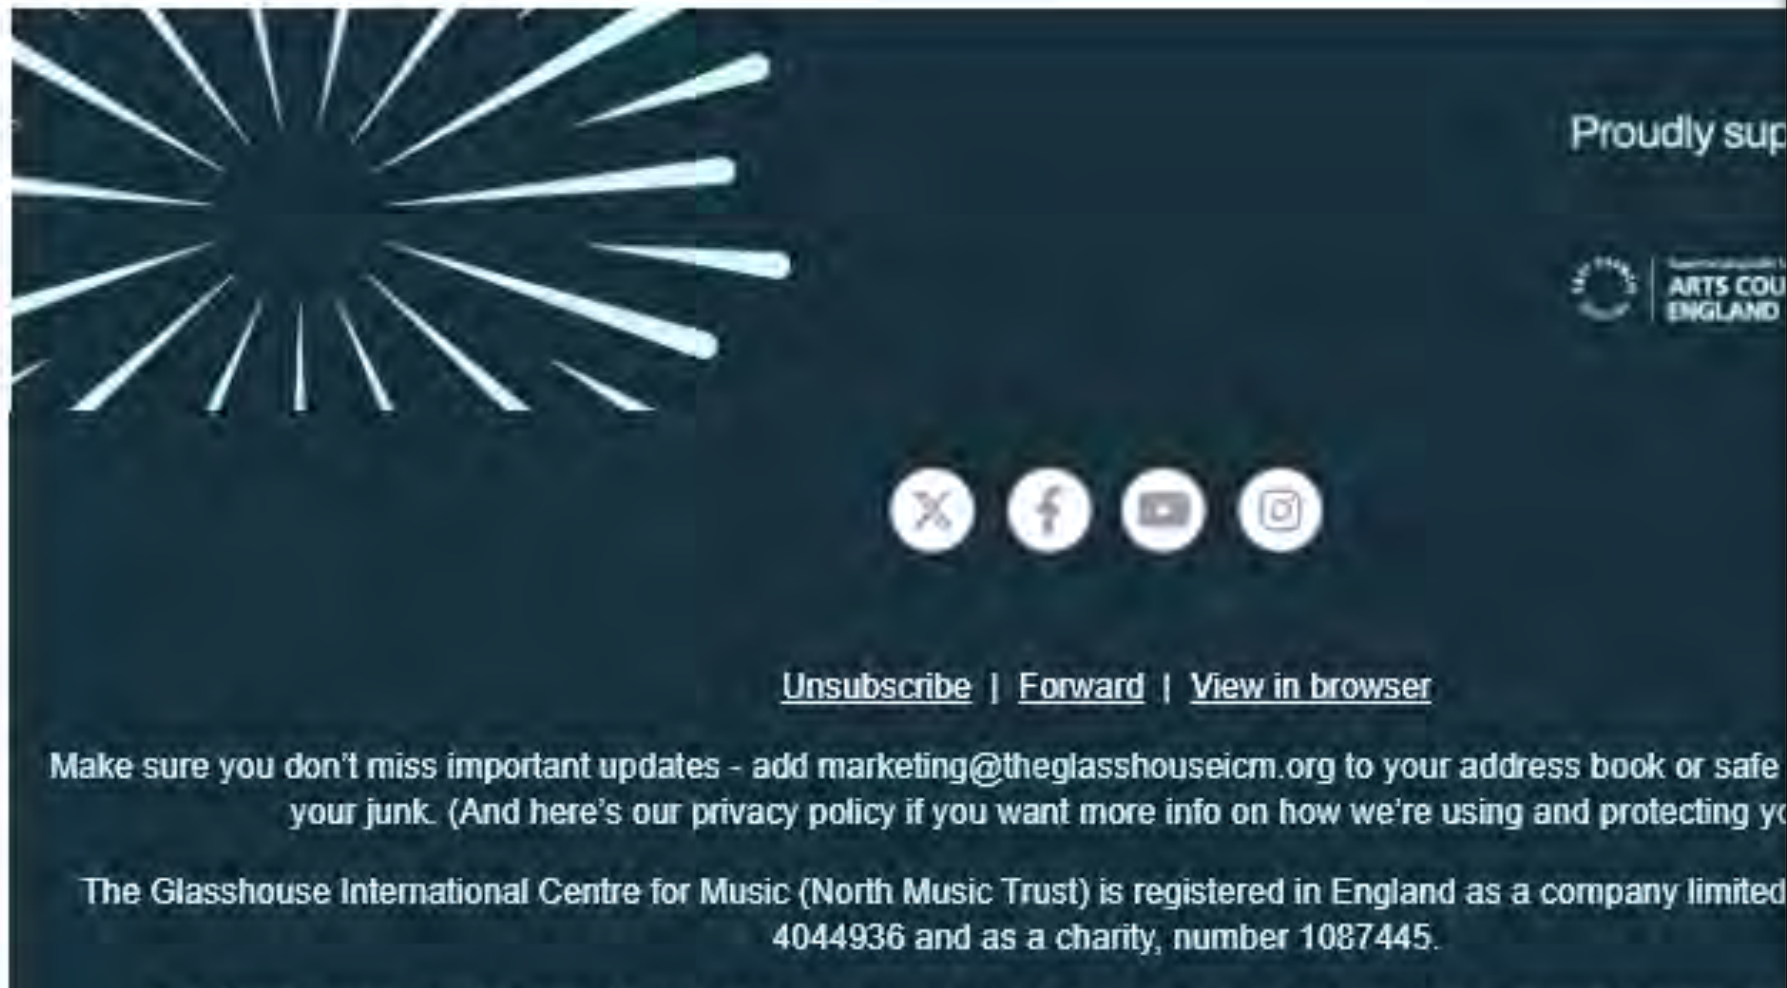 Proudly sup
ARTS COU
ENGLAND
Unsubscribe | Forward | View in browser
Make sure you don't miss important updates - add marketing@theglasshouseicm.org to your address book or safe
your junk. (And here's our privacy policy if you want more info on how we're using and protecting yo
The Glasshouse International Centre for Music (North Music Trust) is registered in England as a company limited
4044936 and as a charity, number 1087445.